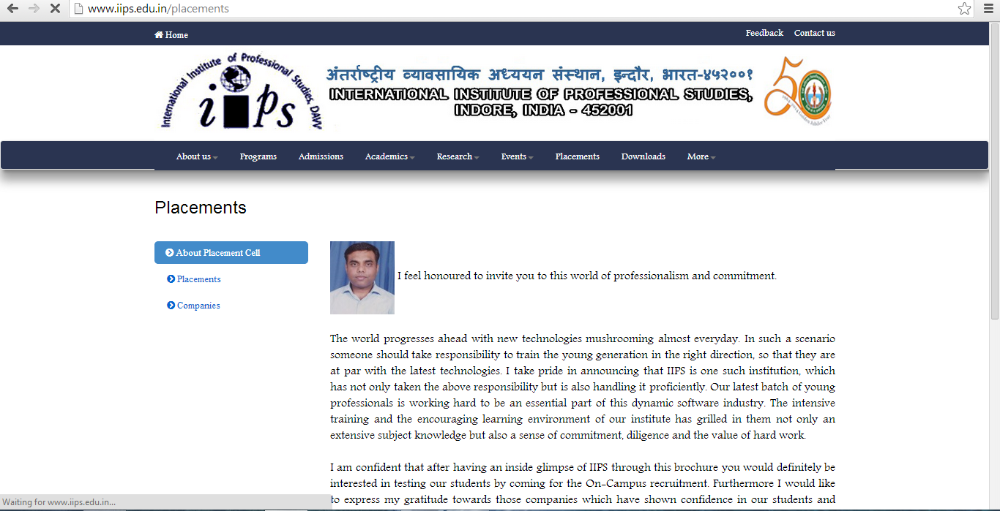 www.iips.edu.in/placements
Home
Feedback Contact us
International Institute of Professional Studies, DAVV
iips
अंतर्राष्ट्रीय व्यावसायिक अध्ययन संस्थान, इन्दौर, भारत-४५२००१
INTERNATIONAL INSTITUTE OF PROFESSIONAL STUDIES,
INDORE, INDIA - 452001
50
About us Programs Admissions Academics Research Events Placements Downloads More
Placements
About Placement Cell
Placements
Companies
I feel honoured to invite you to this world of professionalism and commitment.
The world progresses ahead with new technologies mushrooming almost everyday. In such a scenario
someone should take responsibility to train the young generation in the right direction, so that they are
at par with the latest technologies. I take pride in announcing that IIPS is one such institution, which
has not only taken the above responsibility but is also handling it proficiently. Our latest batch of young
professionals is working hard to be an essential part of this dynamic software industry. The intensive
training and the encouraging learning environment of our institute has grilled in them not only an
extensive subject knowledge but also a sense of commitment, diligence and the value of hard work.
I am confident that after having an inside glimpse of IIPS through this brochure you would definitely be
interested in testing our students by coming for the On-Campus recruitment. Furthermore I would like
to express my gratitude towards those companies which have shown confidence in our students and
Waiting for www.iips.edu.in...